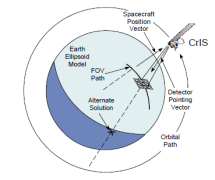 Spacecraft
Position
Vector
CrIS
Earth
Ellipsoid
Model
FOV
Path
Detector
Pointing
Vector
Alternate
Solution
Orbital
Path